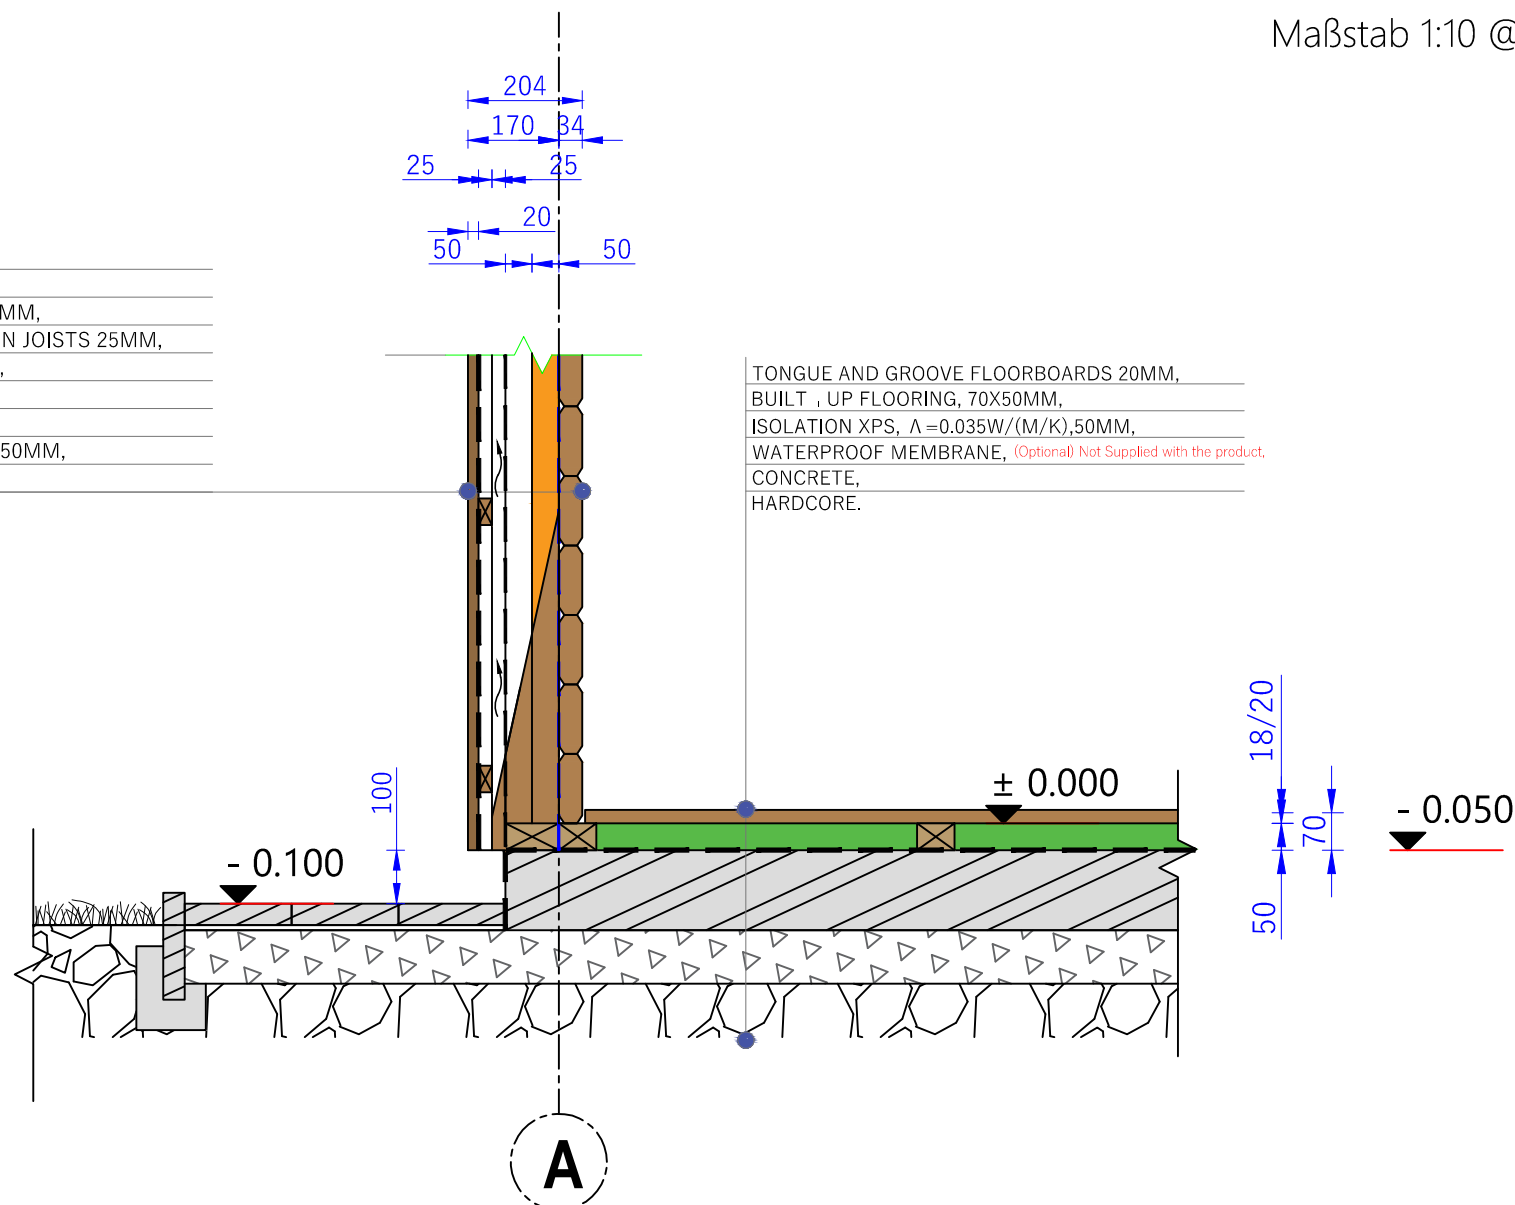 Maßstab 1:10 @
204
170 34
25 25
20
50 50
MM,
N JOISTS 25MM,
,
50MM,
TONGUE AND GROOVE FLOORBOARDS 20MM,
BUILT , UP FLOORING, 70X50MM,
ISOLATION XPS, Λ =0.035W/(M/K),50MM,
WATERPROOF MEMBRANE, (Optional) Not Supplied with the product,
CONCRETE,
HARDCORE.
18/20
± 0.000
- 0.050
70
100
- 0.100
50
A